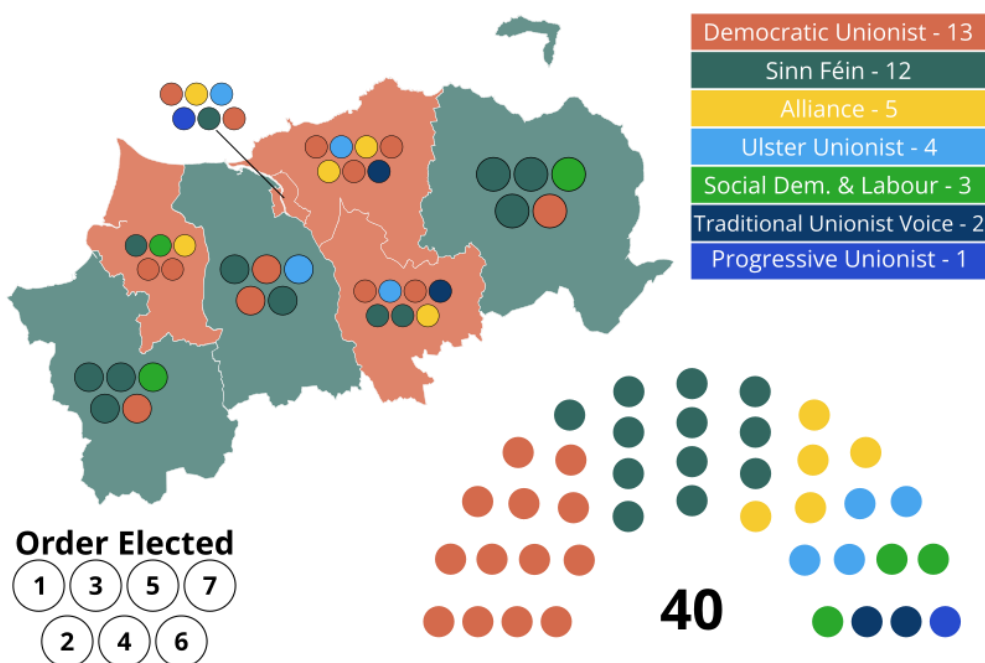 Democratic Unionist - 13
Sinn Féin - 12
Alliance - 5
Ulster Unionist - 4
Social Dem. & Labour - 3
Traditional Unionist Voice - 2
Progressive Unionist - 1
Order Elected
1 3 5 7
2 4 6
40